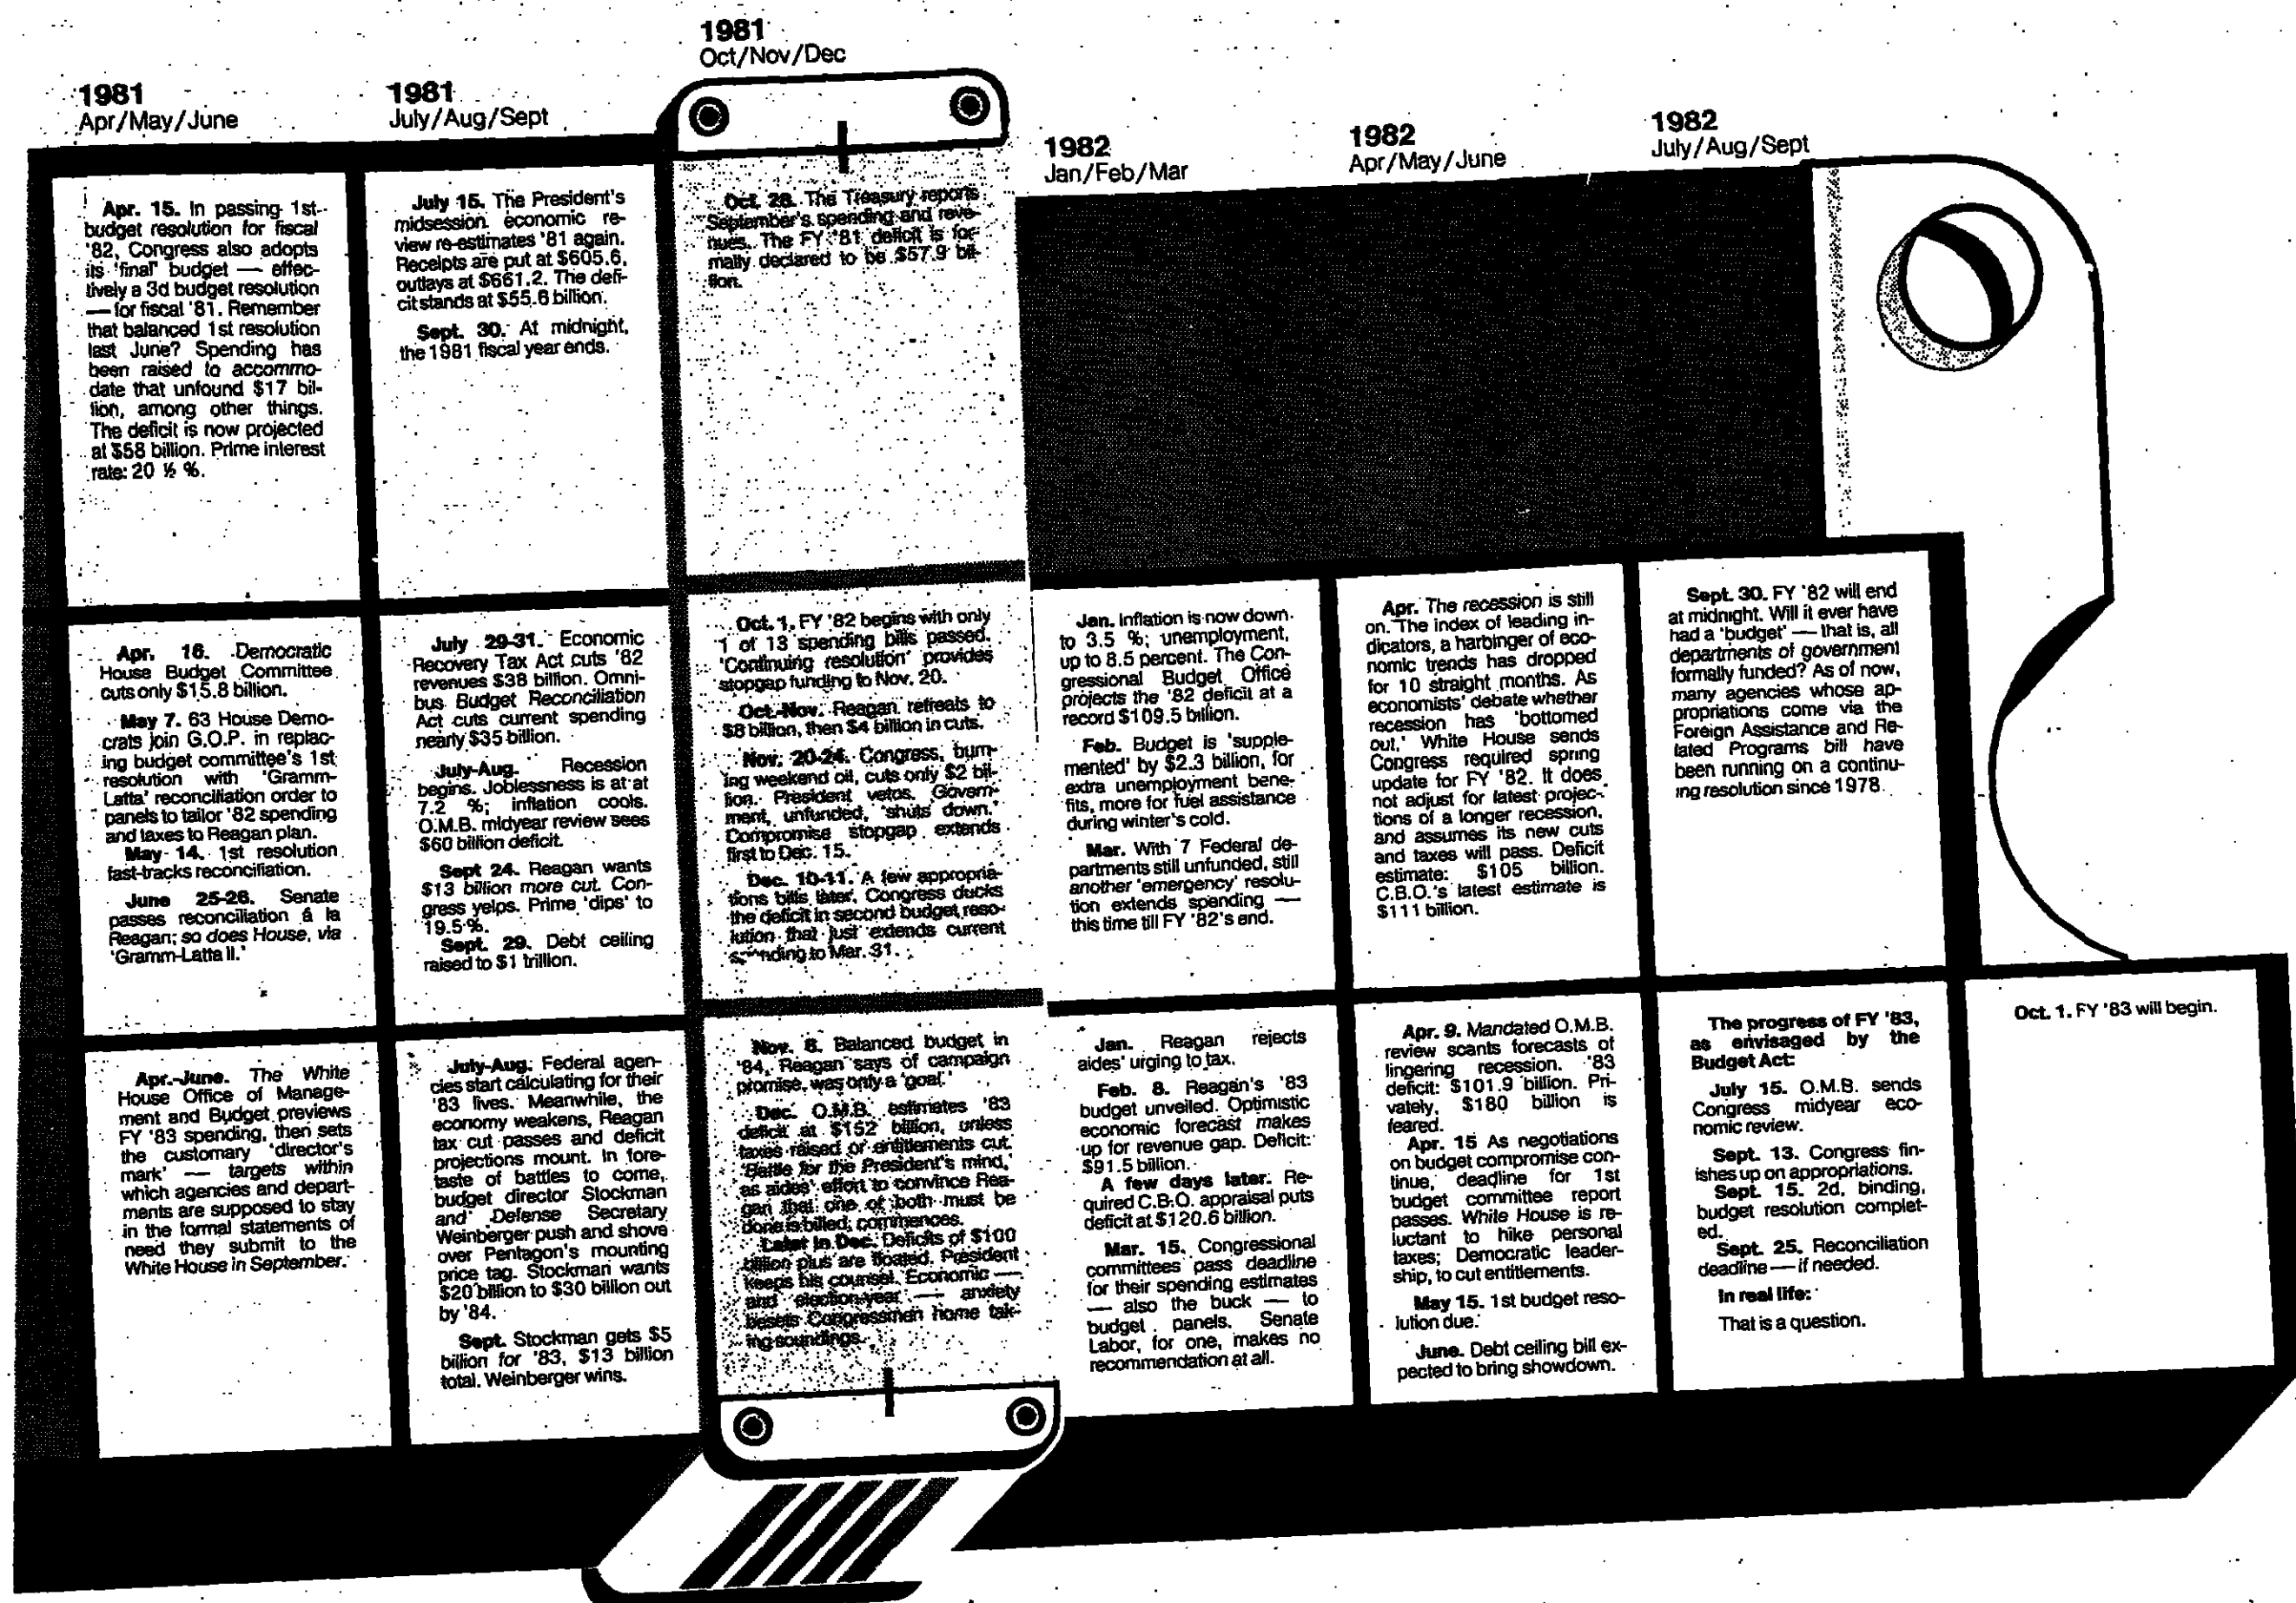 1981
Apr/May/June
1981
July/Aug/Sept
1981
Oct/Nov/Dec
1982
Jan/Feb/Mar
1982
Apr/May/June
1982
July/Aug/Sept
Apr. 15. In passing 1st
budget resolution for fiscal
'82, Congress also adopts
its 'final' budget — effec-
tively a 3d budget resolution
— for fiscal '81. Remember
that balanced 1st resolution
last June? Spending has
been raised to accommo-
date that unfound $17 bil-
lion, among other things.
The deficit is now projected
at $58 billion. Prime interest
rate: 20 ½ %.
July 15. The President's
midsession economic re-
view re-estimates '81 again.
Receipts are put at $605.6,
outlays at $661.2. The defi-
cit stands at $55.6 billion.
Sept. 30. At midnight,
the 1981 fiscal year ends.
Oct. 28. The Treasury reports
September's spending and reve-
nues. The FY '81 deficit is for-
mally declared to be $57.9 bil-
lion.
Apr. 16. Democratic
House Budget Committee
cuts only $15.8 billion.
May 7. 63 House Demo-
crats join G.O.P. in replac-
ing budget committee's 1st
resolution with 'Gramm-
Latta' reconciliation order to
panels to tailor '82 spending
and taxes to Reagan plan.
May 14. 1st resolution
fast-tracks reconciliation.
June 25-26. Senate
passes reconciliation á la
Reagan; so does House, via
'Gramm-Latta II.'
July 29-31. Economic
Recovery Tax Act cuts '82
revenues $38 billion. Omni-
bus Budget Reconciliation
Act cuts current spending
nearly $35 billion.
July-Aug. Recession
begins. Joblessness is at at
7.2 %; inflation cools.
O.M.B. midyear review sees
$60 billion deficit.
Sept 24. Reagan wants
$13 billion more cut. Con-
gress yelps. Prime 'dips' to
19.5 %.
Sept. 29. Debt ceiling
raised to $1 trillion.
Oct. 1. FY '82 begins with only
1 of 13 spending bills passed.
'Continuing resolution' provides
stopgap funding to Nov. 20.
Oct.-Nov. Reagan retreats to
$8 billion, then $4 billion in cuts.
Nov. 20-24. Congress, burn-
ing weekend oil, cuts only $2 bil-
lion. President vetos. Govern-
ment, unfunded, 'shuts down.'
Compromise stopgap extends
first to Dec. 15.
Dec. 10-11. A few appropria-
tions bills later, Congress ducks
the deficit in second budget reso-
lution that just extends current
spending to Mar. 31.
Jan. Inflation is now down
to 3.5 %; unemployment,
up to 8.5 percent. The Con-
gressional Budget Office
projects the '82 deficit at a
record $109.5 billion.
Feb. Budget is 'supple-
mented' by $2.3 billion, for
extra unemployment bene-
fits, more for fuel assistance
during winter's cold.
Mar. With 7 Federal de-
partments still unfunded, still
another 'emergency' resolu-
tion extends spending —
this time till FY '82's end.
Apr. The recession is still
on. The index of leading in-
dicators, a harbinger of eco-
nomic trends has dropped
for 10 straight months. As
economists' debate whether
recession has 'bottomed
out,' White House sends
Congress required spring
update for FY '82. It does
not adjust for latest projec-
tions of a longer recession,
and assumes its new cuts
and taxes will pass. Deficit
estimate: $105 billion.
C.B.O.'s latest estimate is
$111 billion.
Sept. 30. FY '82 will end
at midnight. Will it ever have
had a 'budget' — that is, all
departments of government
formally funded? As of now,
many agencies whose ap-
propriations come via the
Foreign Assistance and Re-
lated Programs bill have
been running on a continu-
ing resolution since 1978.
Apr.-June. The White
House Office of Manage-
ment and Budget previews
FY '83 spending, then sets
the customary 'director's
mark' — targets within
which agencies and depart-
ments are supposed to stay
in the formal statements of
need they submit to the
White House in September.
July-Aug: Federal agen-
cies start calculating for their
'83 lives. Meanwhile, the
economy weakens, Reagan
tax cut passes and deficit
projections mount. In fore-
taste of battles to come,
budget director Stockman
and Defense Secretary
Weinberger push and shove
over Pentagon's mounting
price tag. Stockman wants
$20 billion to $30 billion out
by '84.
Sept. Stockman gets $5
billion for '83, $13 billion
total. Weinberger wins.
Nov. 6. Balanced budget in
'84, Reagan says of campaign
promise, was only a 'goal.'
Dec. O.M.B. estimates '83
deficit at $152 billion, unless
taxes raised or entitlements cut.
'Battle for the President's mind,'
as aides' effort to convince Rea-
gan that one or both must be
done is billed, commences.
Later in Dec. Deficits of $100
billion plus are floated. President
keeps his counsel. Economic —
and election-year — anxiety
besets Congressmen home tak-
ing soundings.
Jan. Reagan rejects
aides' urging to tax.
Feb. 8. Reagan's '83
budget unveiled. Optimistic
economic forecast makes
up for revenue gap. Deficit:
$91.5 billion.
A few days later. Re-
quired C.B.O. appraisal puts
deficit at $120.6 billion.
Mar. 15. Congressional
committees pass deadline
for their spending estimates
— also the buck — to
budget panels. Senate
Labor, for one, makes no
recommendation at all.
Apr. 9. Mandated O.M.B.
review scants forecasts of
lingering recession. '83
deficit: $101.9 billion. Pri-
vately, $180 billion is
feared.
Apr. 15 As negotiations
on budget compromise con-
tinue, deadline for 1st
budget committee report
passes. White House is re-
luctant to hike personal
taxes; Democratic leader-
ship, to cut entitlements.
May 15. 1st budget reso-
lution due.
June. Debt ceiling bill ex-
pected to bring showdown.
The progress of FY '83,
as envisaged by the
Budget Act:
July 15. O.M.B. sends
Congress midyear eco-
nomic review.
Sept. 13. Congress fin-
ishes up on appropriations.
Sept. 15. 2d, binding,
budget resolution complet-
ed.
Sept. 25. Reconciliation
deadline — if needed.
In real life:
That is a question.
Oct. 1. FY '83 will begin.